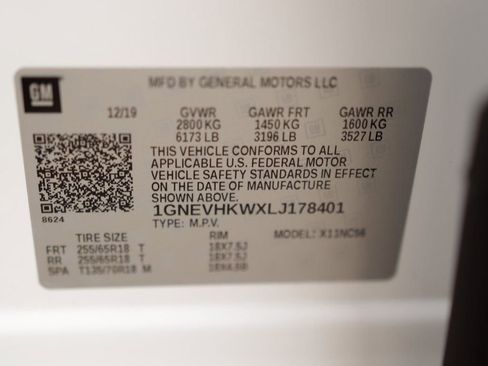 GM
MFD BY GENERAL MOTORS LLC
12/19 GVWR GAWR FRT GAWR RR
2800 KG 1450 KG 1600 KG
6173 LB 3196 LB 3527 LB
THIS VEHICLE CONFORMS TO ALL
APPLICABLE U.S. FEDERAL MOTOR
VEHICLE SAFETY STANDARDS IN EFFECT
ON THE DATE OF MANUFACTURE
SHOWN ABOVE.
8624
1GNEVHKWXLJ178401
TYPE: M.P.V. MODEL: X11NC56
TIRE SIZE RIM
FRT 255/65R18 T 18X7.5J
RR 255/65R18 T 18X7.5J
SPA T135/70R18 M